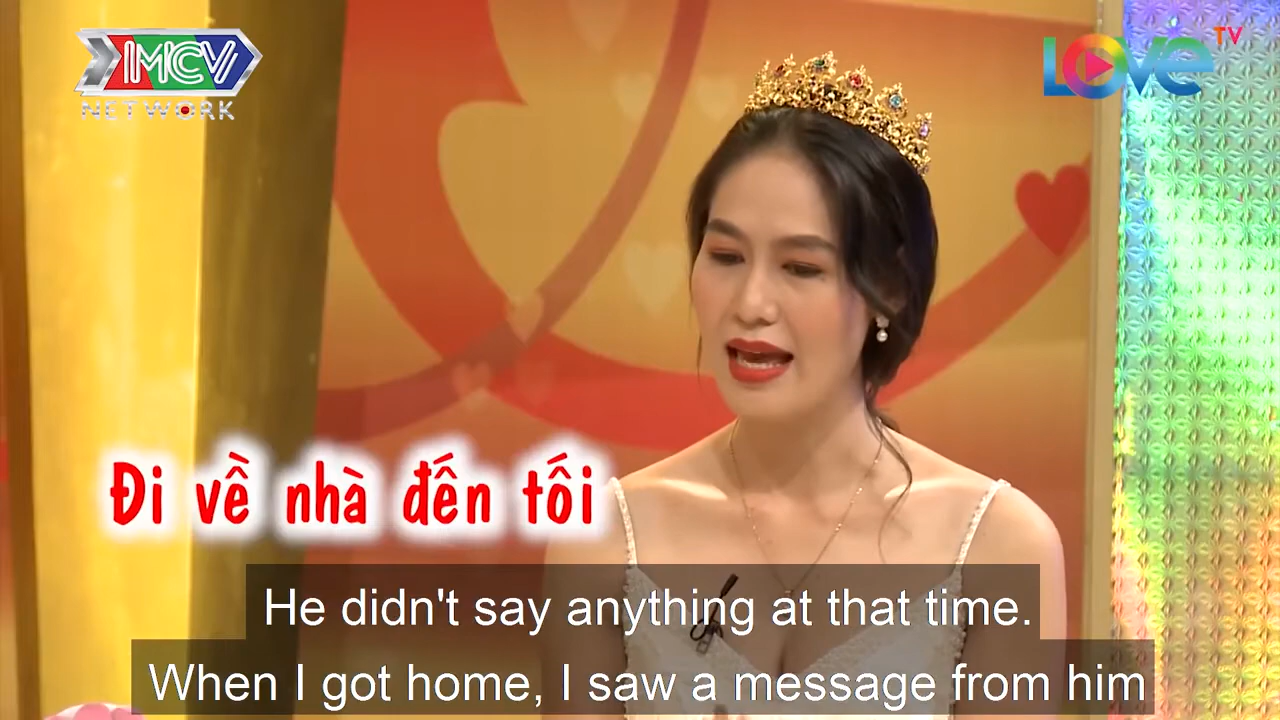 MCV
NETWORK
LOVE TV
Đi về nhà đến tối
He didn't say anything at that time.
When I got home, I saw a message from him